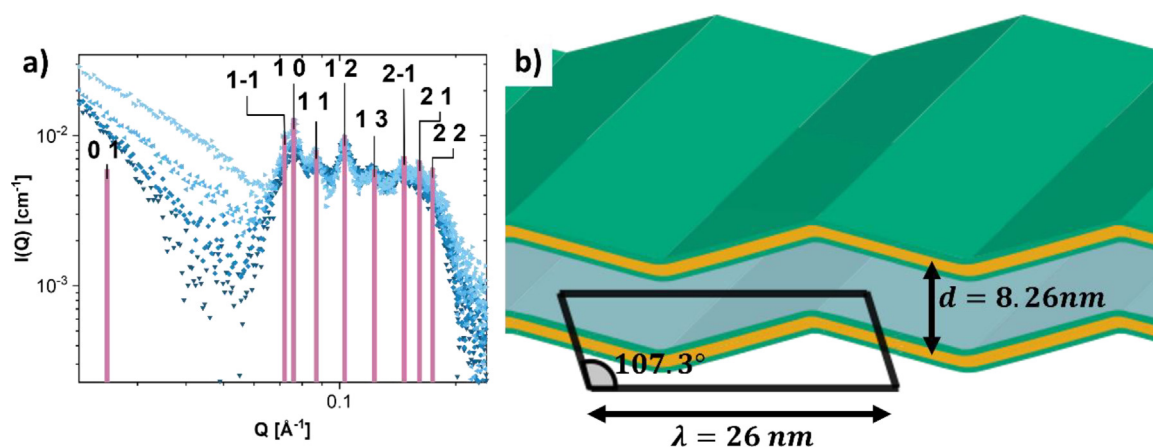 a)
b)
1-1
1 0
1 1
1 2
1 3
2-1
2 1
2 2
0 1
10⁻²
10⁻³
I(Q) [cm⁻¹]
0.1
Q [Å⁻¹]
d = 8.26nm
107.3°
λ = 26 nm